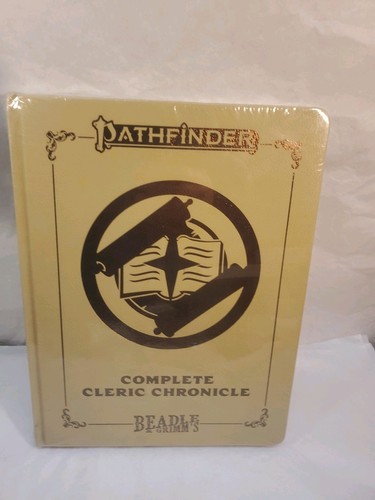 PATHFINDER
COMPLETE
CLERIC CHRONICLE
BEADLE
GRIMM'S